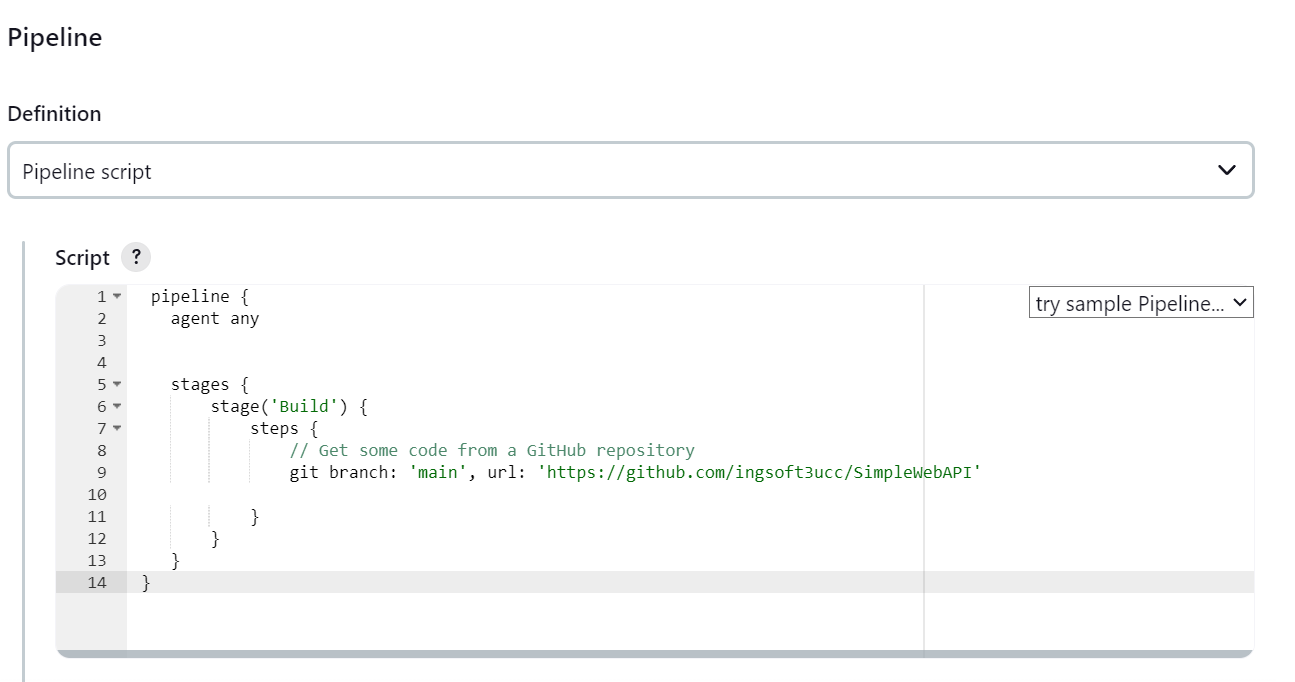 Pipeline
Definition
Pipeline script
Script ?
try sample Pipeline...
1 pipeline {
2 agent any
3
4
5 stages {
6 stage('Build') {
7 steps {
8 // Get some code from a GitHub repository
9 git branch: 'main', url: 'https://github.com/ingsoft3ucc/SimpleWebAPI'
10
11 }
12 }
13 }
14 }